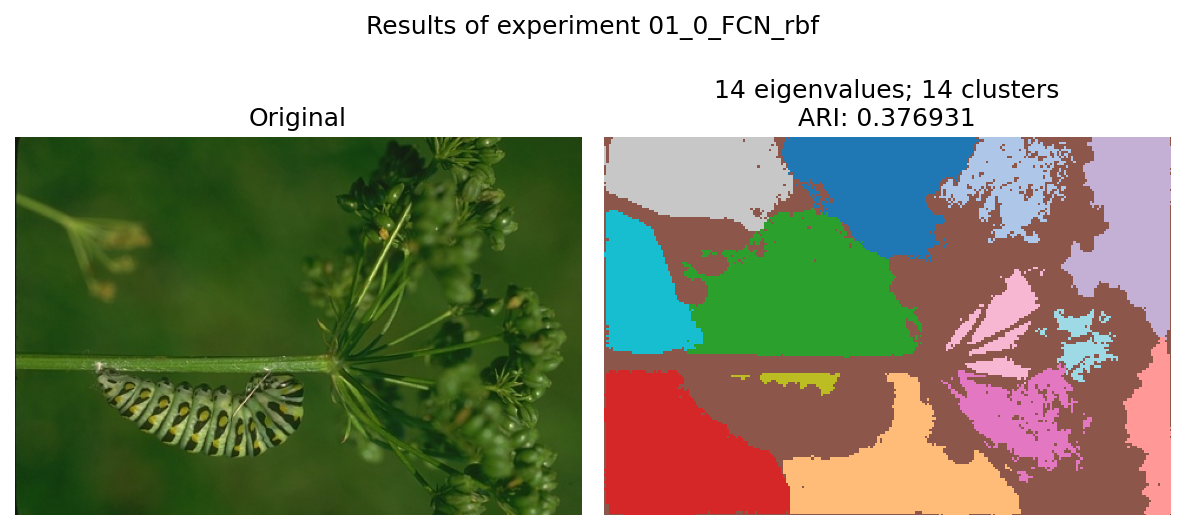 Results of experiment 01_0_FCN_rbf
Original
14 eigenvalues; 14 clusters
ARI: 0.376931